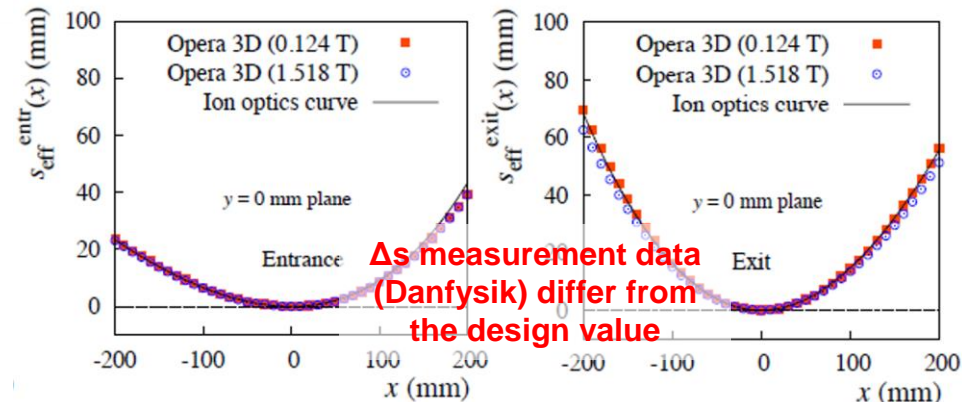 100
80
60
40
20
0
-200
-100
0
100
200
x (mm)
s_eff^entr(x) (mm)
Opera 3D (0.124 T)
Opera 3D (1.518 T)
Ion optics curve
y = 0 mm plane
Entrance
100
80
60
40
20
0
-200
-100
0
100
200
x (mm)
s_eff^exit(x) (mm)
Opera 3D (0.124 T)
Opera 3D (1.518 T)
Ion optics curve
y = 0 mm plane
Exit
Δs measurement data
(Danfysik) differ from
the design value